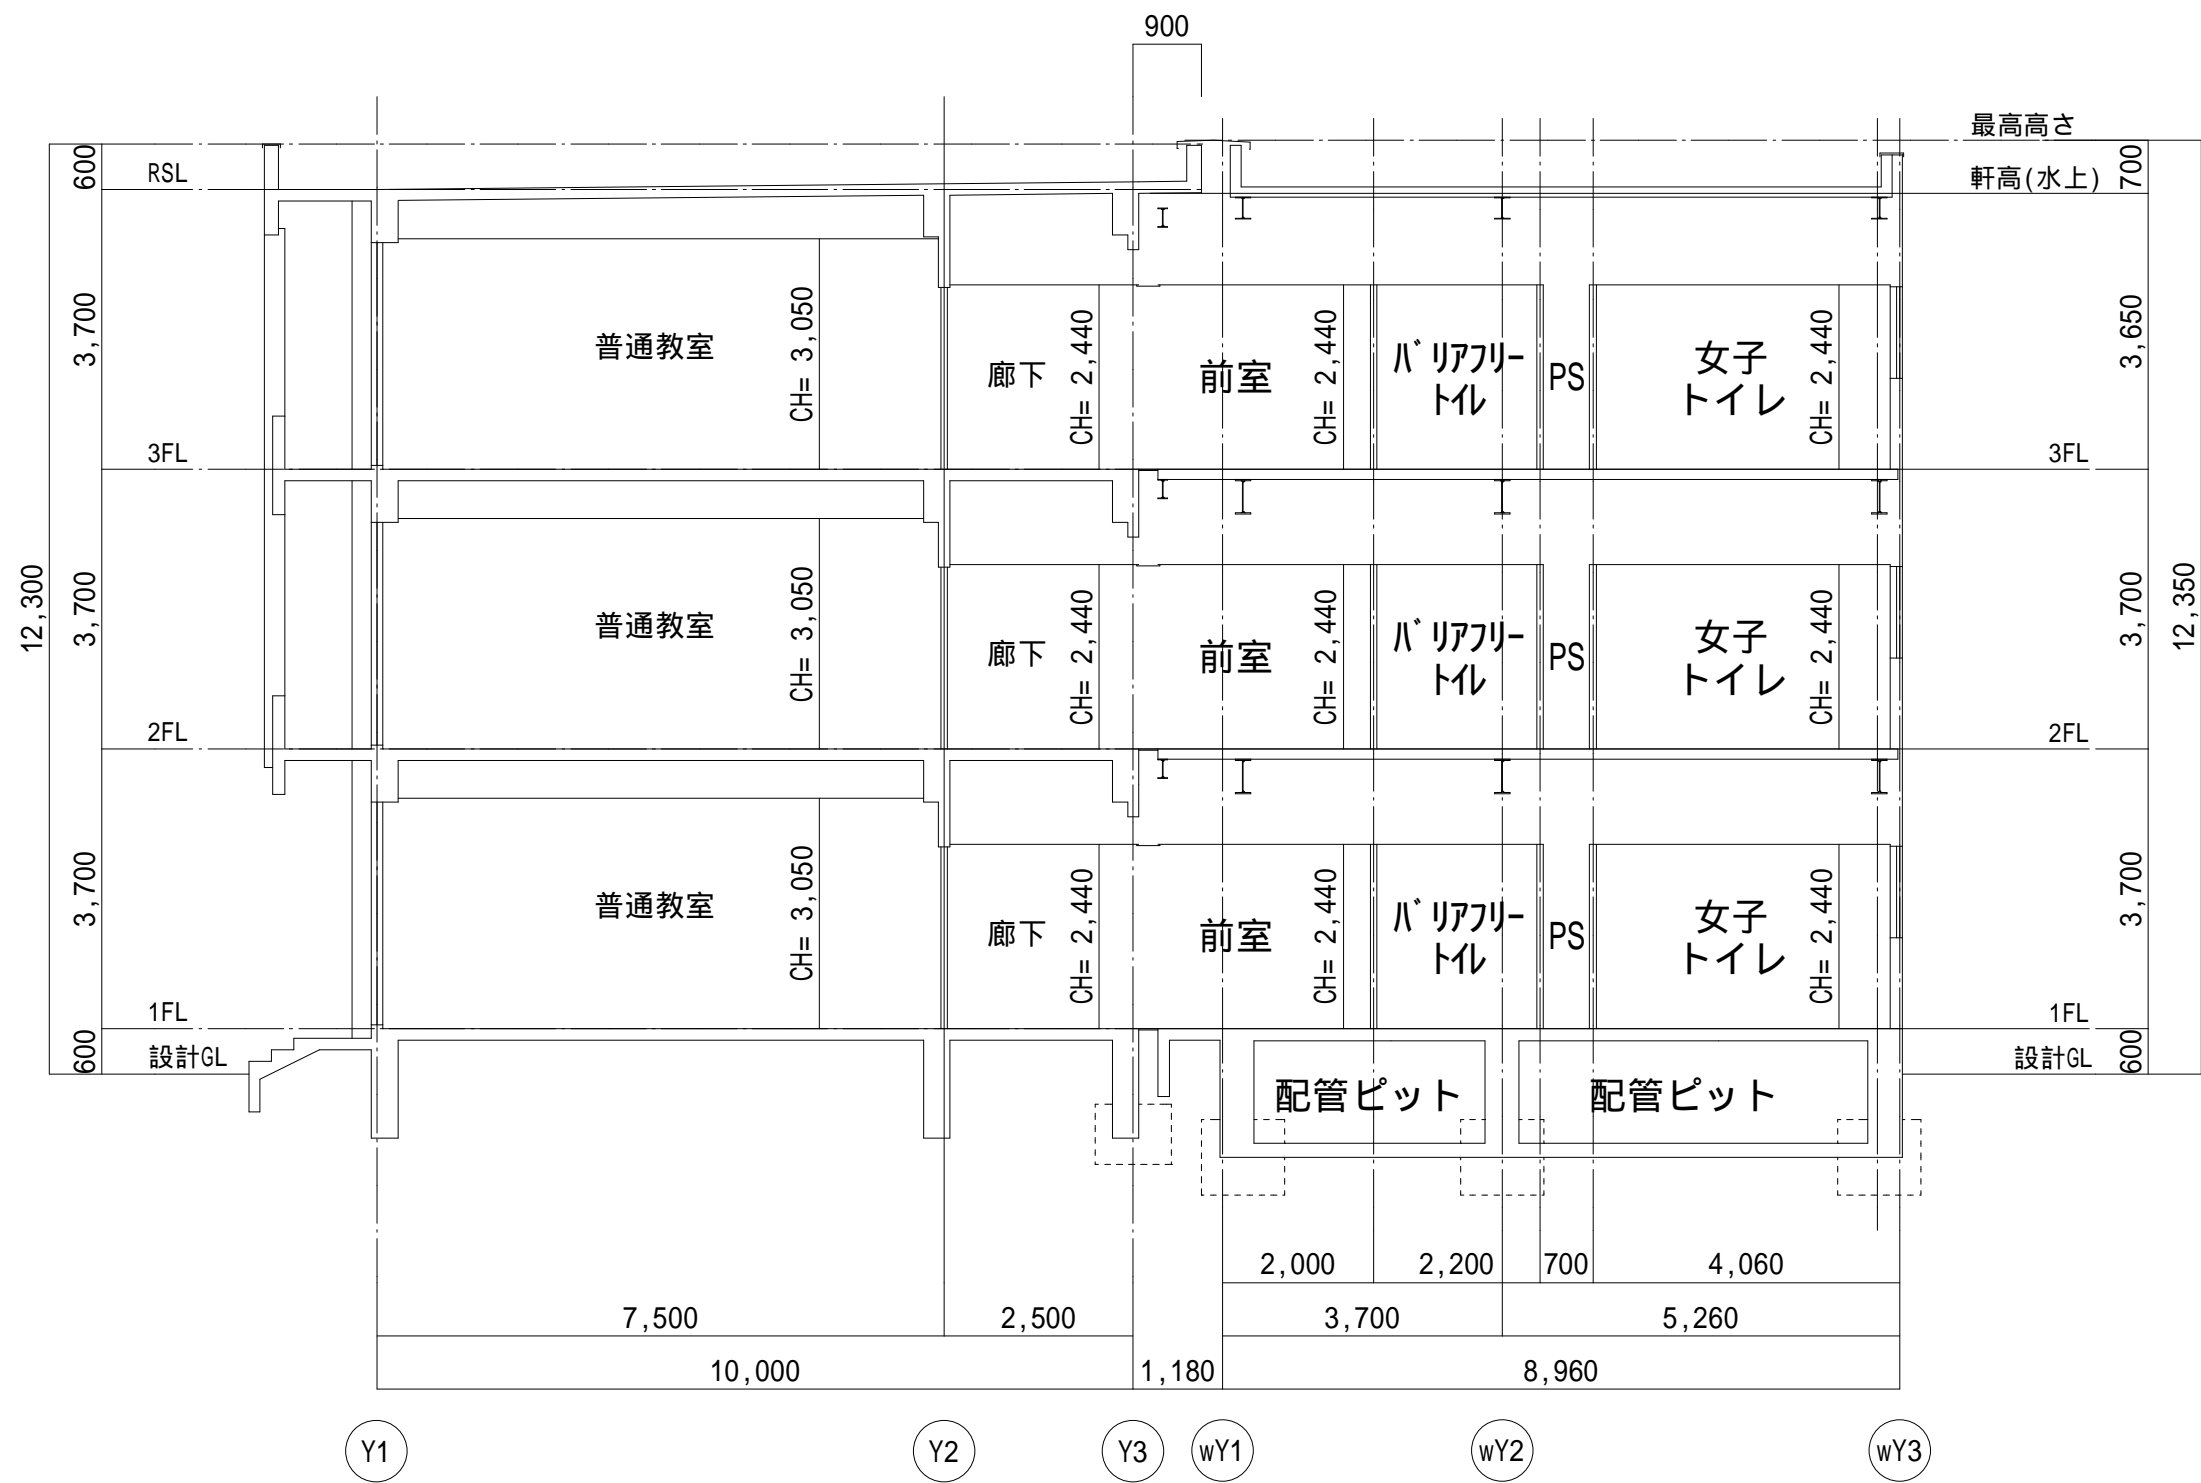 900
最高高さ
600
RSL
軒高(水上)
700
3,700
普通教室
CH= 3,050
廊下
CH= 2,440
前室
CH= 2,440
バリアフリー
トイレ
PS
女子
トイレ
CH= 2,440
3,650
3FL
3FL
12,300
3,700
普通教室
CH= 3,050
廊下
CH= 2,440
前室
CH= 2,440
バリアフリー
トイレ
PS
女子
トイレ
CH= 2,440
3,700
12,350
2FL
2FL
3,700
普通教室
CH= 3,050
廊下
CH= 2,440
前室
CH= 2,440
バリアフリー
トイレ
PS
女子
トイレ
CH= 2,440
3,700
1FL
1FL
600
設計GL
設計GL
600
配管ピット
配管ピット
2,000
2,200
700
4,060
7,500
2,500
3,700
5,260
10,000
1,180
8,960
Y1
Y2
Y3
wY1
wY2
wY3